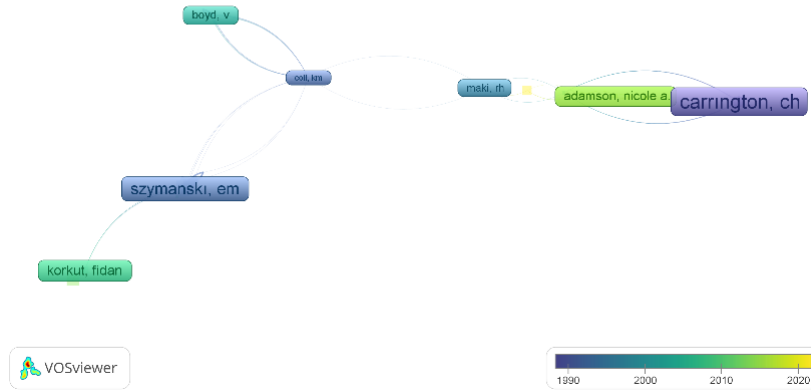 boyd, v
coll, km
maki, rh
adamson, nicole a.
carrington, ch
szymanski, em
korkut, fidan
VOSviewer
1990 2000 2010 2020